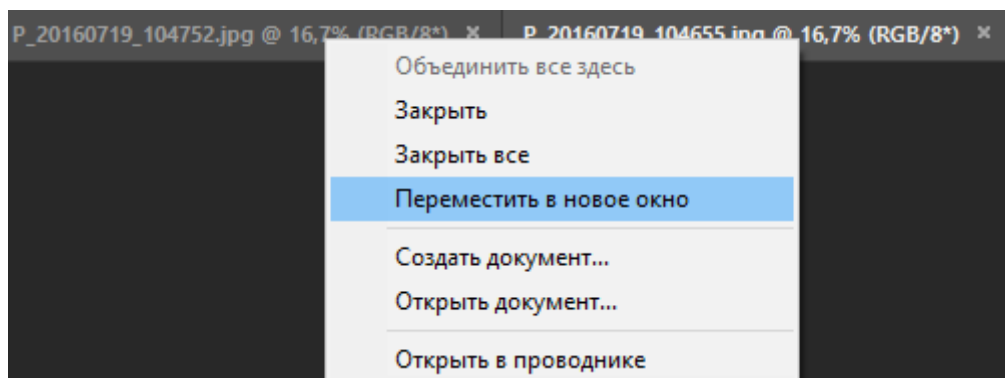 P_20160719_104752.jpg @ 16,7% (RGB/8*) ×
P_20160719_104655.jpg @ 16,7% (RGB/8*) ×
Объединить все здесь
Закрыть
Закрыть все
Переместить в новое окно
Создать документ...
Открыть документ...
Открыть в проводнике